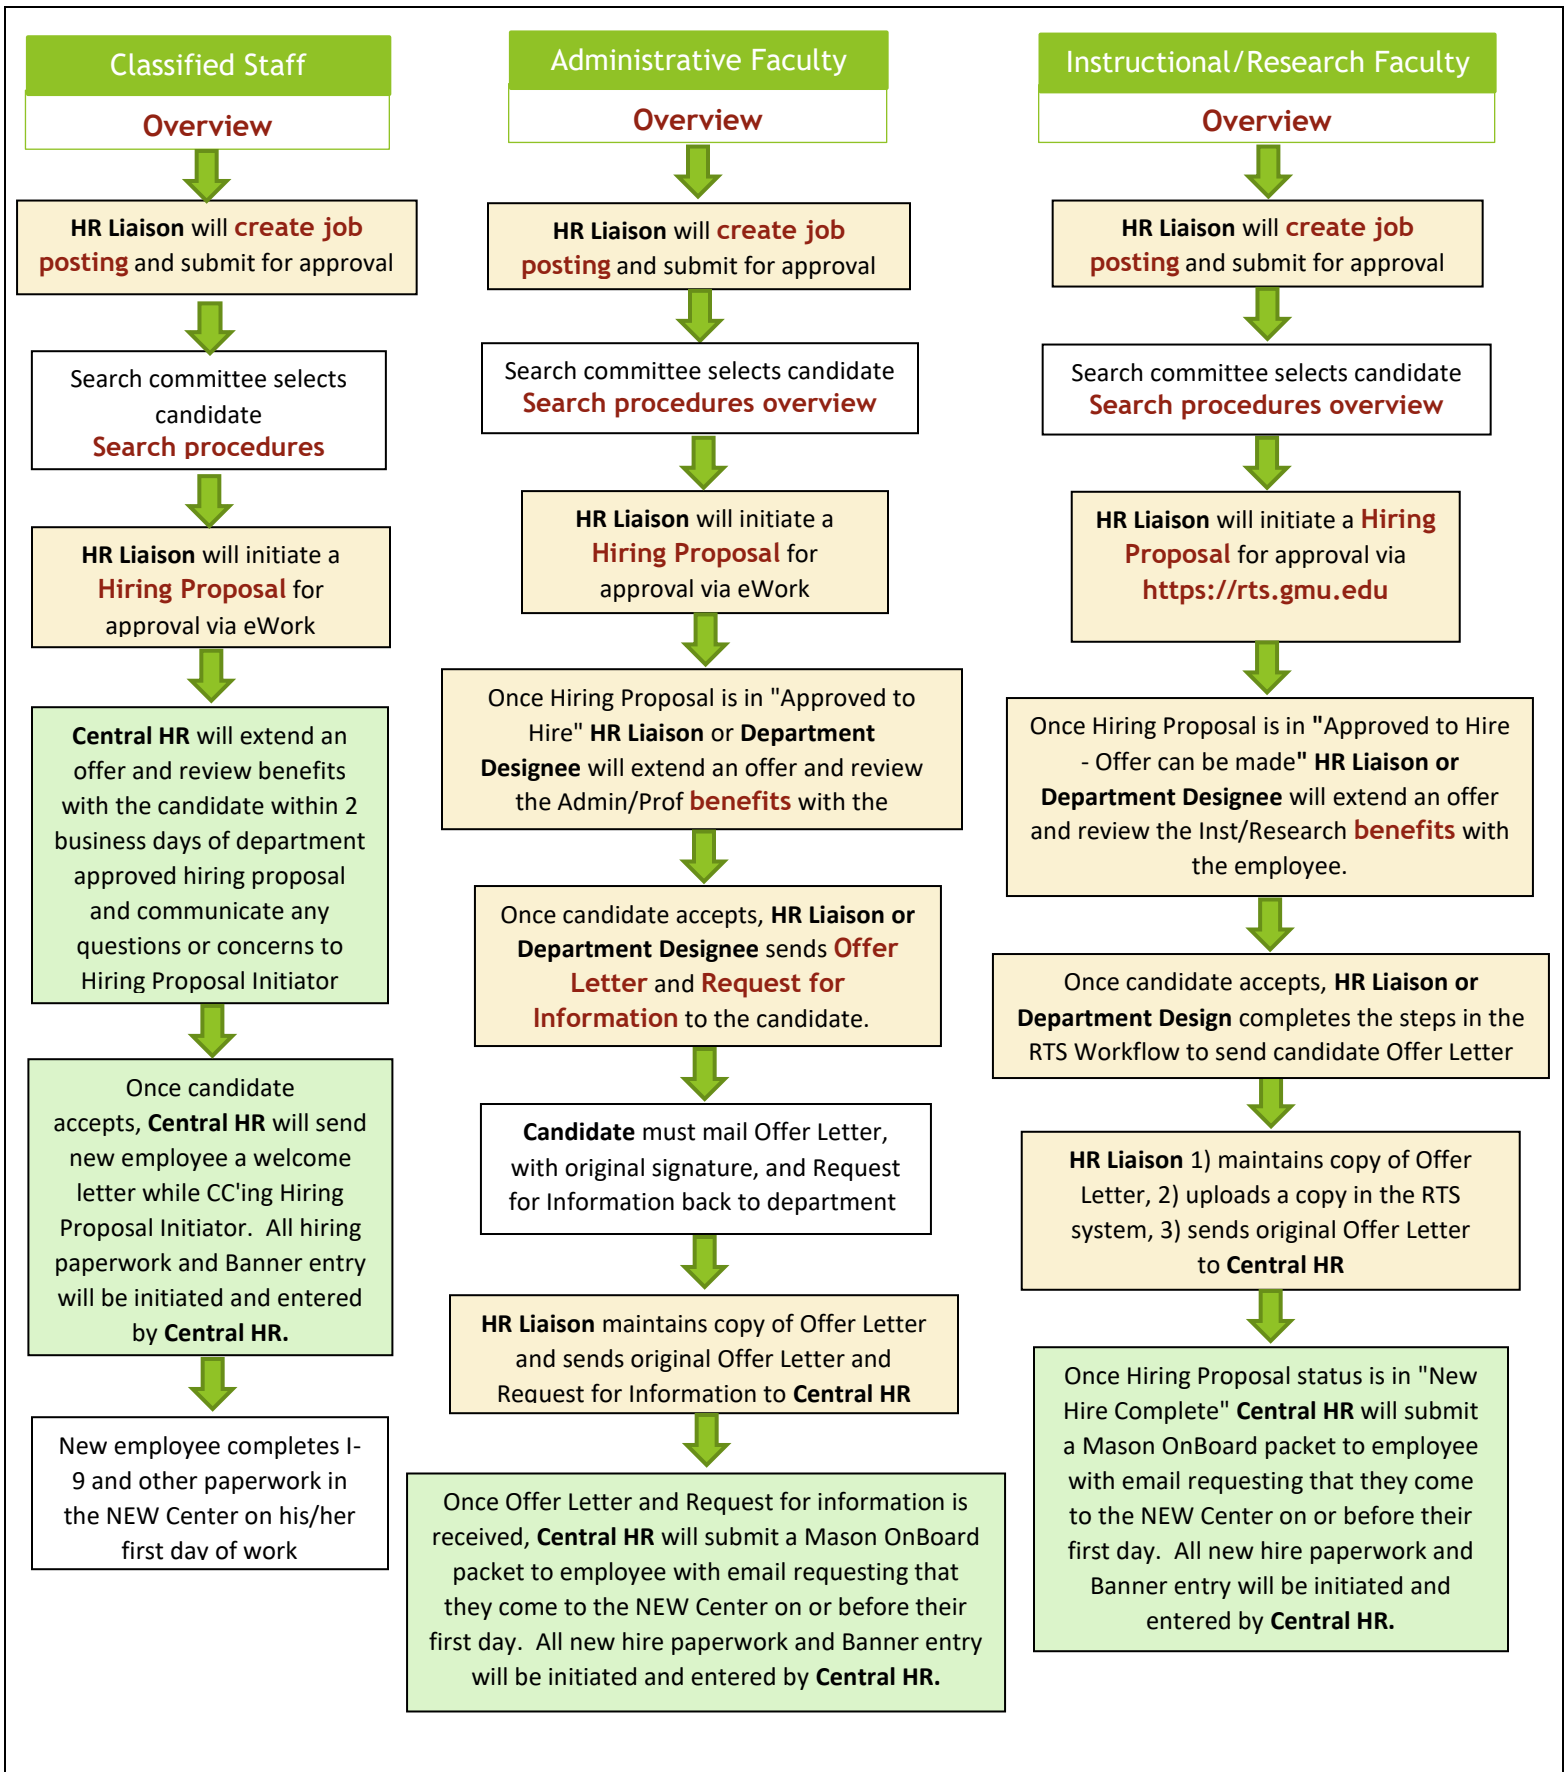 Classified Staff
Overview
HR Liaison will create job
posting and submit for approval
Search committee selects
candidate
Search procedures
HR Liaison will initiate a
Hiring Proposal for
approval via eWork
Central HR will extend an
offer and review benefits
with the candidate within 2
business days of department
approved hiring proposal
and communicate any
questions or concerns to
Hiring Proposal Initiator
Once candidate
accepts, Central HR will send
new employee a welcome
letter while CC'ing Hiring
Proposal Initiator.  All hiring
paperwork and Banner entry
will be initiated and entered
by Central HR.
New employee completes I-
9 and other paperwork in
the NEW Center on his/her
first day of work
Administrative Faculty
Overview
HR Liaison will create job
posting and submit for approval
Search committee selects candidate
Search procedures overview
HR Liaison will initiate a
Hiring Proposal for
approval via eWork
Once Hiring Proposal is in "Approved to
Hire" HR Liaison or Department
Designee will extend an offer and review
the Admin/Prof benefits with the
Once candidate accepts, HR Liaison or
Department Designee sends Offer
Letter and Request for
Information to the candidate.
Candidate must mail Offer Letter,
with original signature, and Request
for Information back to department
HR Liaison maintains copy of Offer Letter
and sends original Offer Letter and
Request for Information to Central HR
Once Offer Letter and Request for information is
received, Central HR will submit a Mason OnBoard
packet to employee with email requesting that
they come to the NEW Center on or before their
first day.  All new hire paperwork and Banner entry
will be initiated and entered by Central HR.
Instructional/Research Faculty
Overview
HR Liaison will create job
posting and submit for approval
Search committee selects candidate
Search procedures overview
HR Liaison will initiate a Hiring
Proposal for approval via
https://rts.gmu.edu
Once Hiring Proposal is in "Approved to Hire
- Offer can be made" HR Liaison or
Department Designee will extend an offer
and review the Inst/Research benefits with
the employee.
Once candidate accepts, HR Liaison or
Department Design completes the steps in the
RTS Workflow to send candidate Offer Letter
HR Liaison 1) maintains copy of Offer
Letter, 2) uploads a copy in the RTS
system, 3) sends original Offer Letter
to Central HR
Once Hiring Proposal status is in "New
Hire Complete" Central HR will submit
a Mason OnBoard packet to employee
with email requesting that they come
to the NEW Center on or before their
first day.  All new hire paperwork and
Banner entry will be initiated and
entered by Central HR.